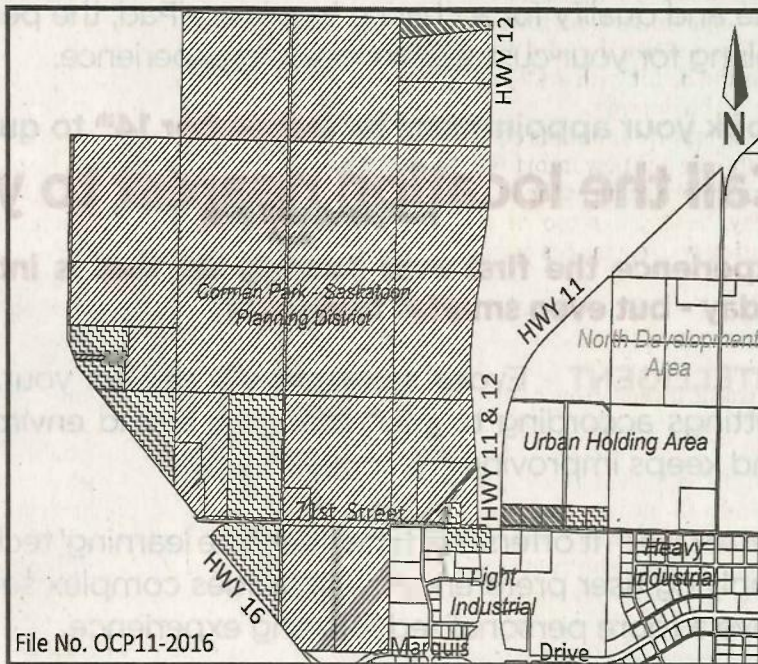 HWY 12
N
Corman Park - Saskatoon
Planning District
HWY 11
North Development
Area
HWY 11 & 12
Urban Holding Area
71st Street
Heavy
Industrial
Light
Industrial
HWY 16
File No. OCP11-2016
Marquis
Drive